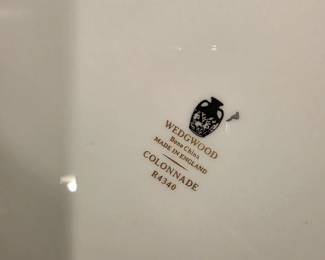 WEDGWOOD
Bone China
MADE IN ENGLAND
COLONNADE
R4340